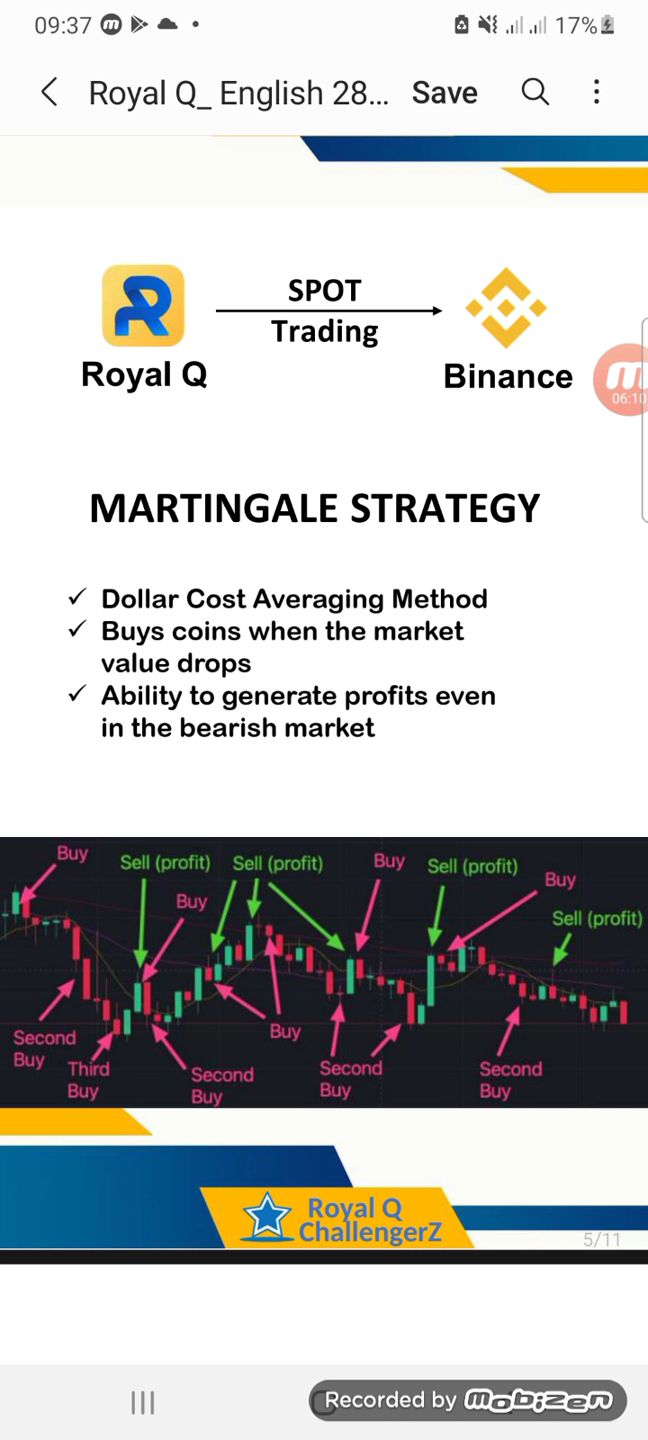 09:37
17%
Royal Q_ English 28... Save
SPOT
Trading
Royal Q
Binance
06:10
MARTINGALE STRATEGY
✓ Dollar Cost Averaging Method
✓ Buys coins when the market
value drops
✓ Ability to generate profits even
in the bearish market
Buy
Sell (profit)
Sell (profit)
Buy
Sell (profit)
Buy
Buy
Sell (profit)
Second
Buy
Third
Buy
Second
Buy
Buy
Second
Buy
Second
Buy
Royal Q
ChallengerZ
5/11
Recorded by mobizen